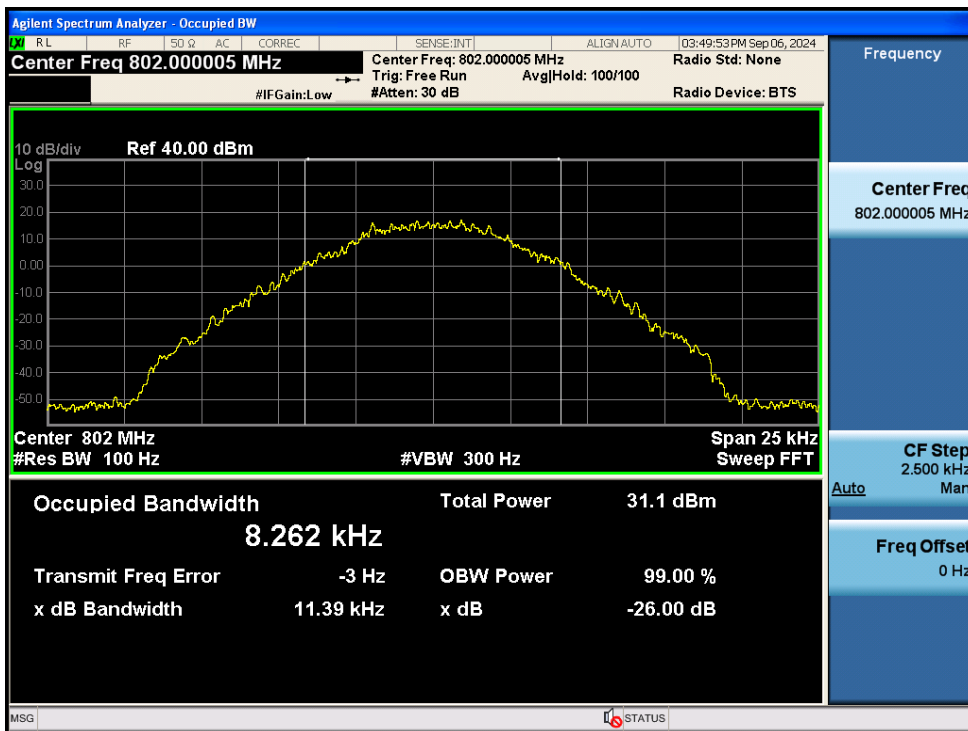 Agilent Spectrum Analyzer - Occupied BW
LXI RL RF 50 Ω AC CORREC SENSE:INT ALIGN AUTO 03:49:53 PM Sep 06, 2024
Center Freq 802.000005 MHz
Center Freq: 802.000005 MHz Radio Std: None
Trig: Free Run Avg|Hold: 100/100
#IFGain:Low #Atten: 30 dB Radio Device: BTS
10 dB/div Ref 40.00 dBm
Log
30.0
20.0
10.0
0.00
-10.0
-20.0
-30.0
-40.0
-50.0
Center 802 MHz Span 25 kHz
#Res BW 100 Hz #VBW 300 Hz Sweep FFT
Occupied Bandwidth Total Power 31.1 dBm
8.262 kHz
Transmit Freq Error -3 Hz OBW Power 99.00 %
x dB Bandwidth 11.39 kHz x dB -26.00 dB
Frequency
Center Freq
802.000005 MHz
CF Step
2.500 kHz
Auto Man
Freq Offset
0 Hz
MSG STATUS